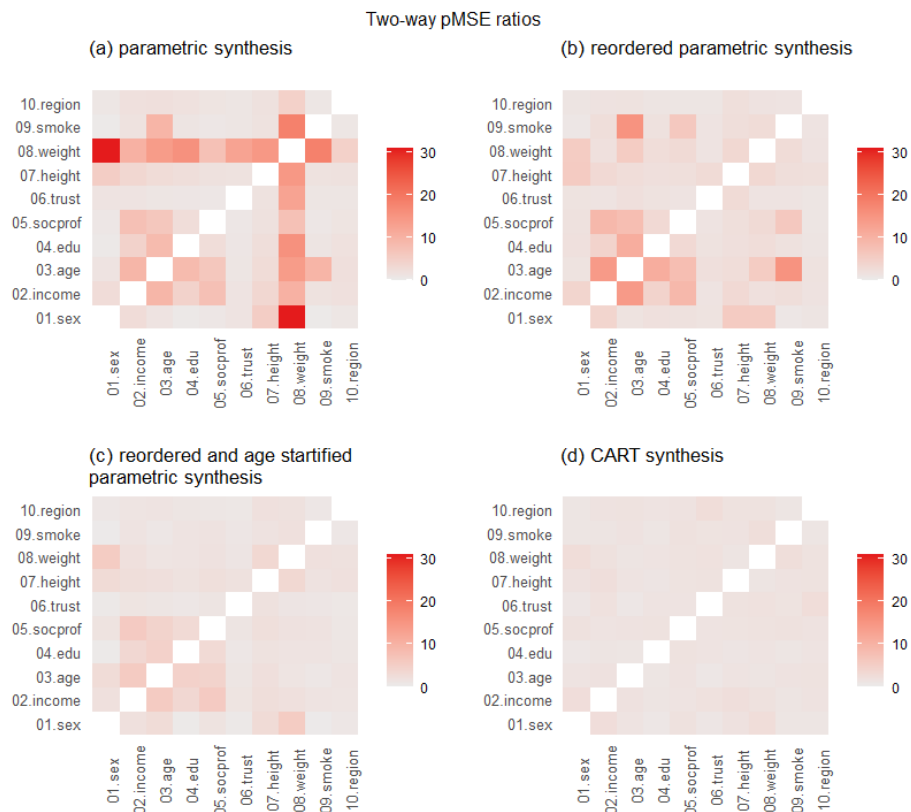 Two-way pMSE ratios
(a) parametric synthesis
10.region
09.smoke
08.weight
07.height
06.trust
05.socprof
04.edu
03.age
02.income
01.sex
01.sex
02.income
03.age
04.edu
05.socprof
06.trust
07.height
08.weight
09.smoke
10.region
30
20
10
0
(b) reordered parametric synthesis
10.region
09.smoke
08.weight
07.height
06.trust
05.socprof
04.edu
03.age
02.income
01.sex
01.sex
02.income
03.age
04.edu
05.socprof
06.trust
07.height
08.weight
09.smoke
10.region
30
20
10
0
(c) reordered and age startified
parametric synthesis
10.region
09.smoke
08.weight
07.height
06.trust
05.socprof
04.edu
03.age
02.income
01.sex
01.sex
02.income
03.age
04.edu
05.socprof
06.trust
07.height
08.weight
09.smoke
10.region
30
20
10
0
(d) CART synthesis
10.region
09.smoke
08.weight
07.height
06.trust
05.socprof
04.edu
03.age
02.income
01.sex
01.sex
02.income
03.age
04.edu
05.socprof
06.trust
07.height
08.weight
09.smoke
10.region
30
20
10
0